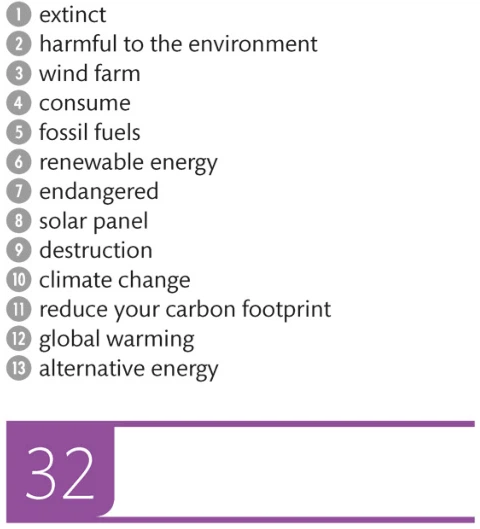 1 extinct
2 harmful to the environment
3 wind farm
4 consume
5 fossil fuels
6 renewable energy
7 endangered
8 solar panel
9 destruction
10 climate change
11 reduce your carbon footprint
12 global warming
13 alternative energy
32